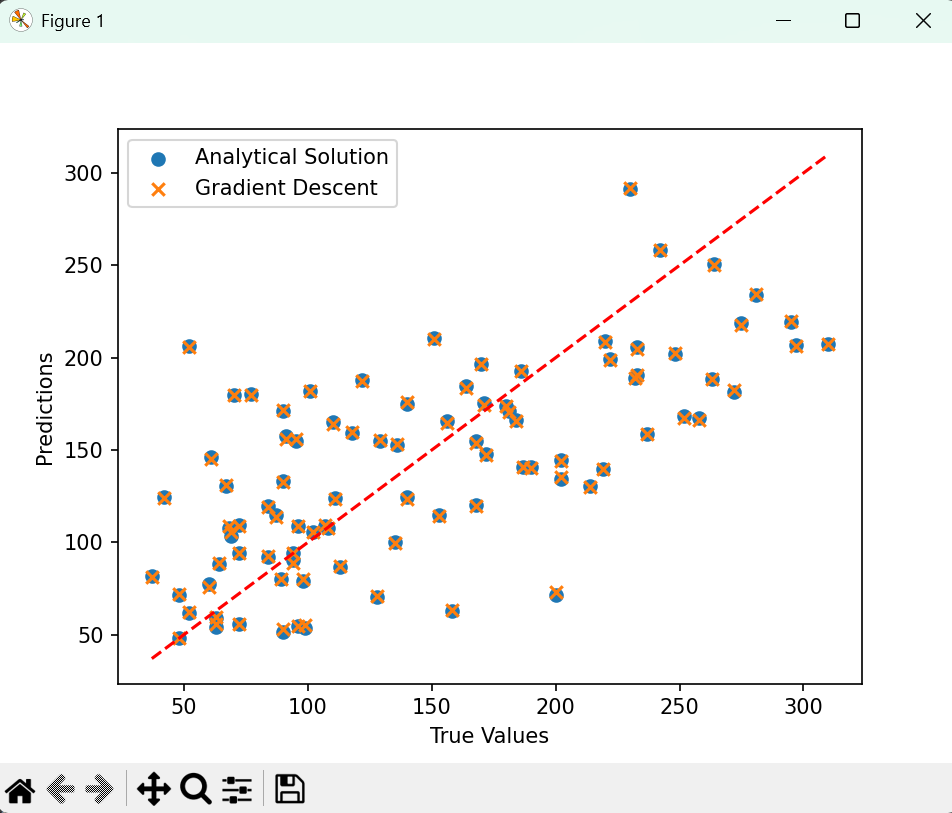 Figure 1
Analytical Solution
Gradient Descent
300
250
200
150
100
50
Predictions
50
100
150
200
250
300
True Values